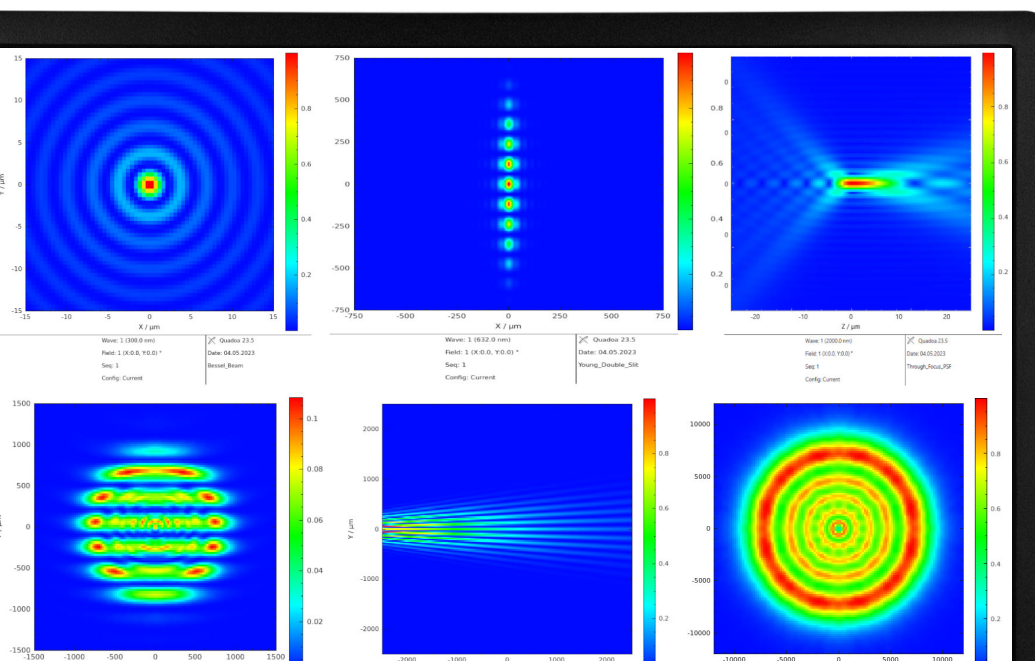 15
10
5
0
-5
-10
-15
Y / μm
-15 -10 -5 0 5 10 15
X / μm
0.8
0.6
0.4
0.2
Wave: 1 (300.0 nm)
Field: 1 (X:0.0, Y:0.0) *
Seq: 1
Config: Current
Quadoa 23.5
Date: 04.05.2023
Bessel_Beam
750
500
250
0
-250
-500
-750
-750 -500 -250 0 250 500 750
X / μm
0.8
0.6
0.4
0.2
Wave: 1 (632.0 nm)
Field: 1 (X:0.0, Y:0.0) *
Seq: 1
Config: Current
Quadoa 23.5
Date: 04.05.2023
Young_Double_Slit
0
0
0
0
0
0
0
-20 -10 0 10 20
Z / μm
0.8
0.6
0.4
0.2
Wave: 1 (2000.0 nm)
Field: 1 (X:0.0, Y:0.0) *
Seq: 1
Config: Current
Quadoa 23.5
Date: 04.05.2023
Through_Focus_PSF
1500
1000
500
0
-500
-1000
-1500
-1500 -1000 -500 0 500 1000 1500
0.1
0.08
0.06
0.04
0.02
2000
1000
0
-1000
-2000
Y / μm
-2000 -1000 0 1000 2000
0.8
0.6
0.4
0.2
10000
5000
0
-5000
-10000
-10000 -5000 0 5000 10000
0.8
0.6
0.4
0.2